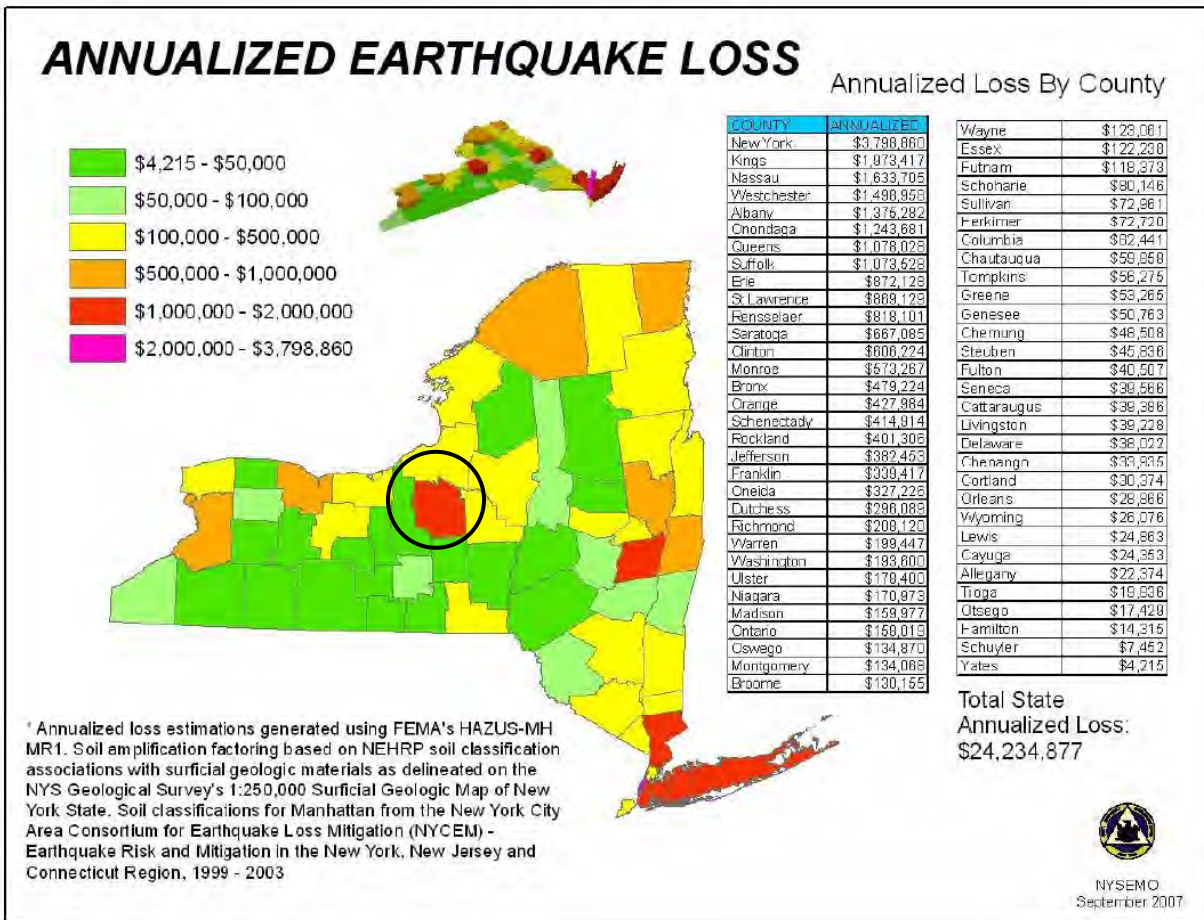 ANNUALIZED EARTHQUAKE LOSS
Annualized Loss By County
$4,215 - $50,000
$50,000 - $100,000
$100,000 - $500,000
$500,000 - $1,000,000
$1,000,000 - $2,000,000
$2,000,000 - $3,798,860
COUNTY ANNUALIZED
New York $3,798,860
Kings
Nassau $1,633,705
Westchester
Albany $1,375,282
Onondaga $1,243,681
Queens $1,078,028
Suffolk $1,073,528
Erie $872,128
St Lawrence $869,129
Rensselaer $818,101
Saratoga $667,085
Clinton $606,224
Monroe $573,267
Bronx $479,224
Orange $427,984
Schenectady $414,914
Rockland $401,306
Jefferson $382,453
Franklin $339,417
Oneida $327,226
Dutchess $296,089
Richmond $208,120
Warren $199,447
Washington $193,600
Ulster $178,400
Niagara $170,973
Madison $159,977
Ontario $158,019
Oswego $134,870
Montgomery $134,068
Broome $130,155
Wayne $123,081
Essex $122,238
Putnam $118,373
Schoharie $80,146
Sullivan $72,961
Herkimer $72,720
Columbia $62,441
Chautauqua $59,858
Tompkins $56,275
Greene $53,265
Genesee $50,763
Chemung $48,508
Steuben $45,836
Fulton $40,507
Seneca $39,566
Cattaraugus $39,386
Livingston $39,228
Delaware $38,022
Chenango $33,935
Cortland $30,374
Orleans $28,866
Wyoming $26,076
Lewis $24,863
Cayuga $24,353
Allegany $22,374
Tioga $19,836
Otsego $17,429
Hamilton $14,315
Schuyler $7,452
Yates $4,215
Total State
Annualized Loss:
$24,234,877
* Annualized loss estimations generated using FEMA's HAZUS-MH
MR1. Soil amplification factoring based on NEHRP soil classification
associations with surficial geologic materials as delineated on the
NYS Geological Survey's 1:250,000 Surficial Geologic Map of New
York State. Soil classifications for Manhattan from the New York City
Area Consortium for Earthquake Loss Mitigation (NYCEM) -
Earthquake Risk and Mitigation in the New York, New Jersey and
Connecticut Region, 1999 - 2003
NYSEMO
September 2007